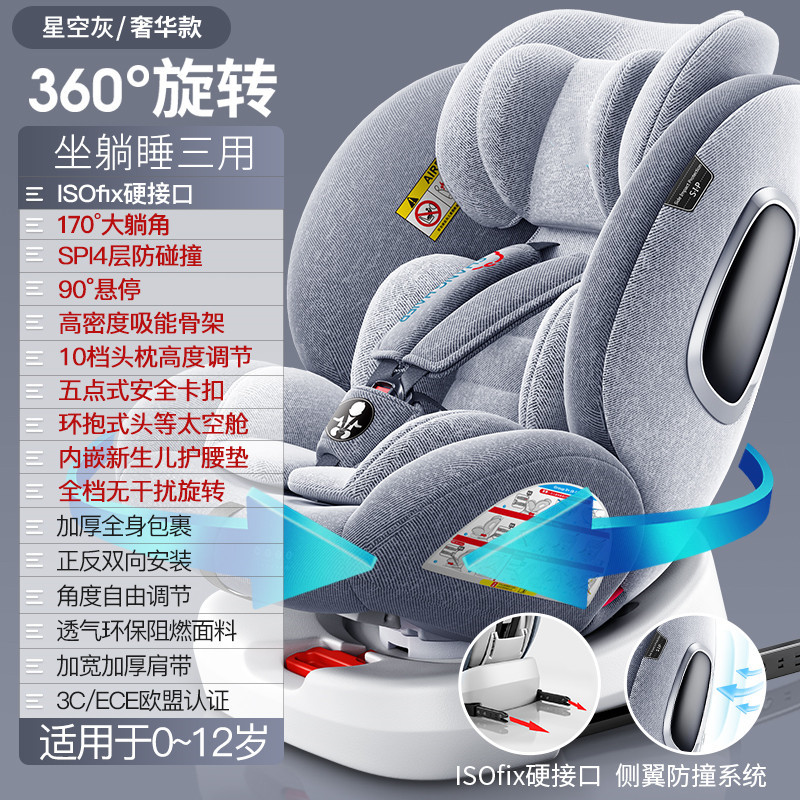 星空灰/奢华款
360°旋转
坐躺睡三用
ISOfix硬接口
170°大躺角
SPI4层防碰撞
90°悬停
高密度吸能骨架
10档头枕高度调节
五点式安全卡扣
环抱式头等太空舱
内嵌新生儿护腰垫
全档无干扰旋转
加厚全身包裹
正反双向安装
角度自由调节
透气环保阻燃面料
加宽加厚肩带
3C/ECE欧盟认证
适用于0~12岁
AIRB
Side Impact Protection
SIP
ISOfix硬接口
侧翼防撞系统